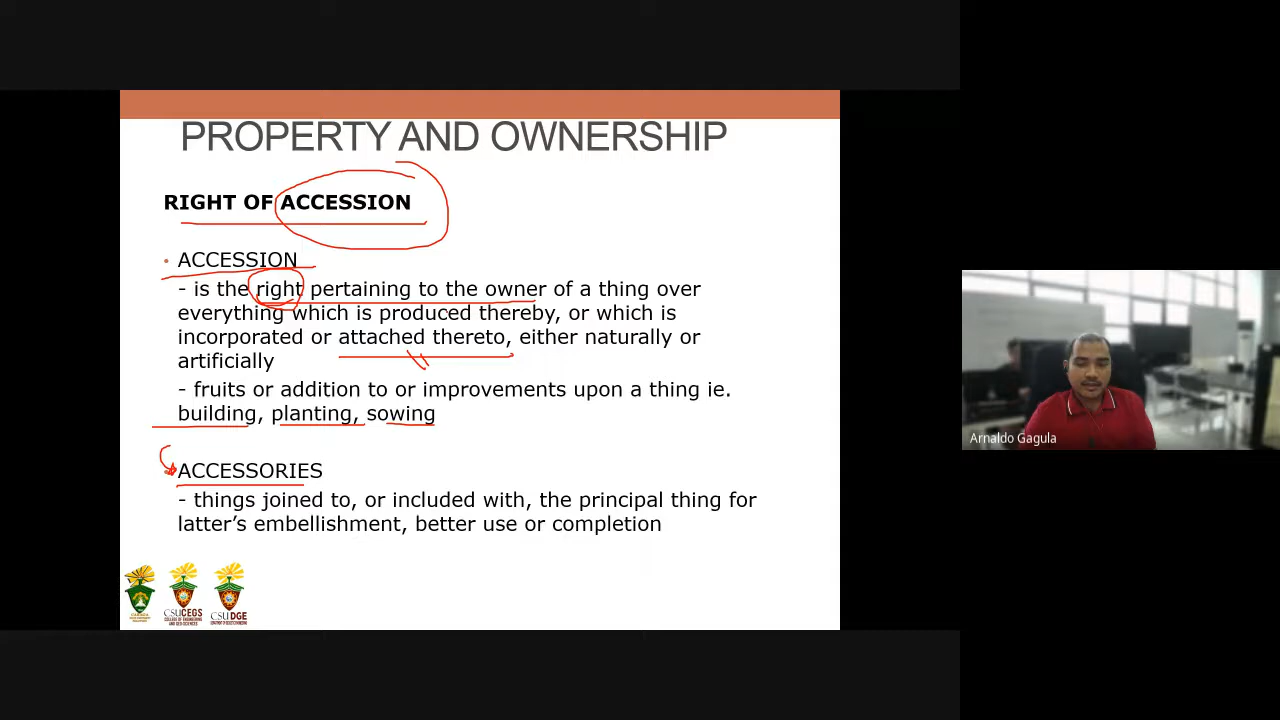 PROPERTY AND OWNERSHIP
RIGHT OF ACCESSION
• ACCESSION
- is the right pertaining to the owner of a thing over
everything which is produced thereby, or which is
incorporated or attached thereto, either naturally or
artificially
- fruits or addition to or improvements upon a thing ie.
building, planting, sowing
ACCESSORIES
- things joined to, or included with, the principal thing for
latter's embellishment, better use or completion
Arnaldo Gagula
CSUCEGS
CSUDGE